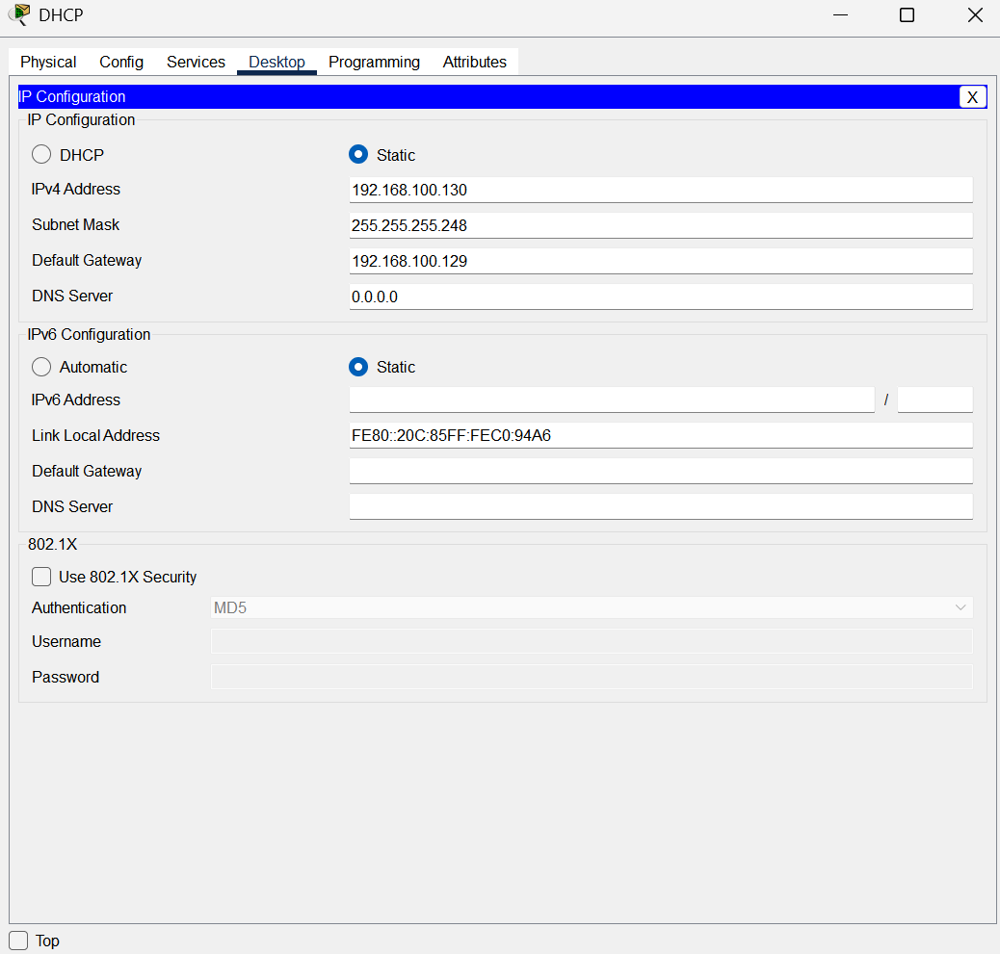 DHCP
Physical Config Services Desktop Programming Attributes
IP Configuration X
IP Configuration
DHCP Static
IPv4 Address 192.168.100.130
Subnet Mask 255.255.255.248
Default Gateway 192.168.100.129
DNS Server 0.0.0.0
IPv6 Configuration
Automatic Static
IPv6 Address /
Link Local Address FE80::20C:85FF:FEC0:94A6
Default Gateway
DNS Server
802.1X
Use 802.1X Security
Authentication MD5
Username
Password
Top